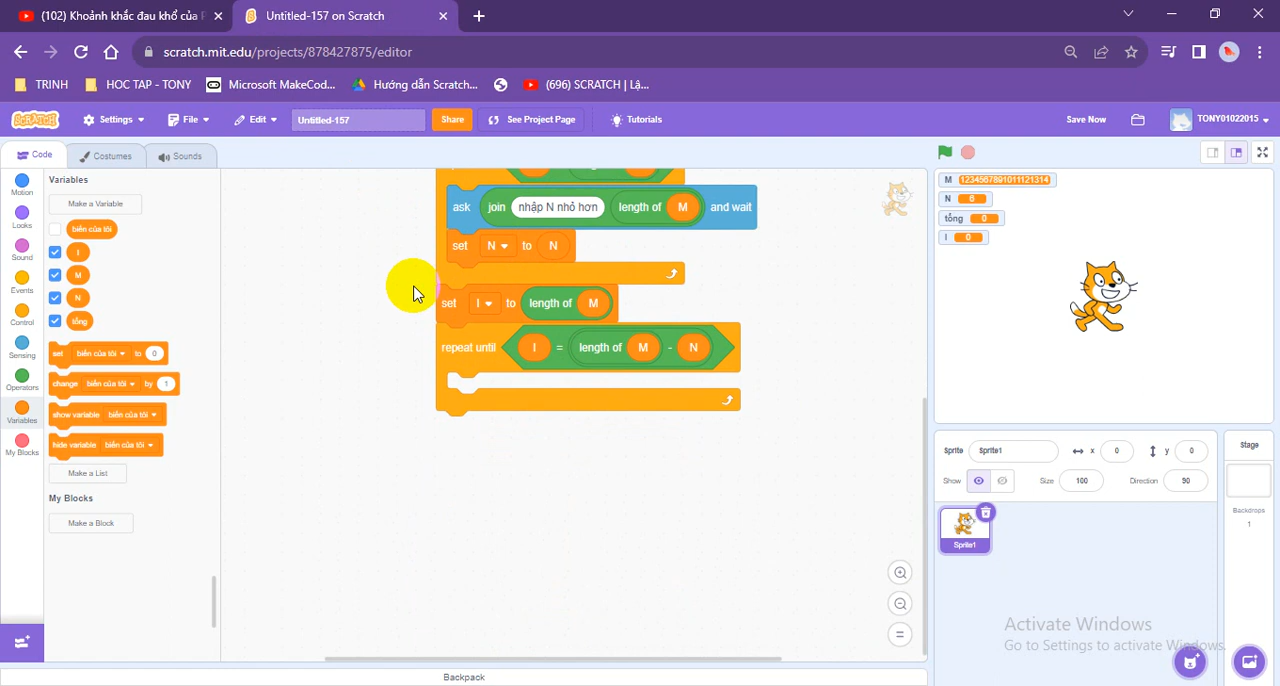 (102) Khoảnh khắc đau khổ của
Untitled-157 on Scratch
scratch.mit.edu/projects/878427875/editor
TRINH
HOC TAP - TONY
Microsoft MakeCod...
Hướng dẫn Scratch...
(696) SCRATCH | Lậ...
SCRATCH
Settings
File
Edit
Untitled-157
Share
See Project Page
Tutorials
Save Now
TONY01022015
Code
Costumes
Sounds
Motion
Looks
Sound
Events
Control
Sensing
Operators
Variables
My Blocks
Variables
Make a Variable
biến của tôi
I
M
N
tổng
set biến của tôi to 0
change biến của tôi by 1
show variable biến của tôi
hide variable biến của tôi
Make a List
My Blocks
Make a Block
ask join nhập N nhỏ hơn length of M and wait
set N to N
set I to length of M
repeat until I = length of M - N
M 1234567891011121314
N 6
tổng 0
I 0
Sprite Sprite1 x 0 y 0
Show Size 100 Direction 90
Sprite1
Stage
Backdrops
1
Activate Windows
Go to Settings to activate Windows.
Backpack